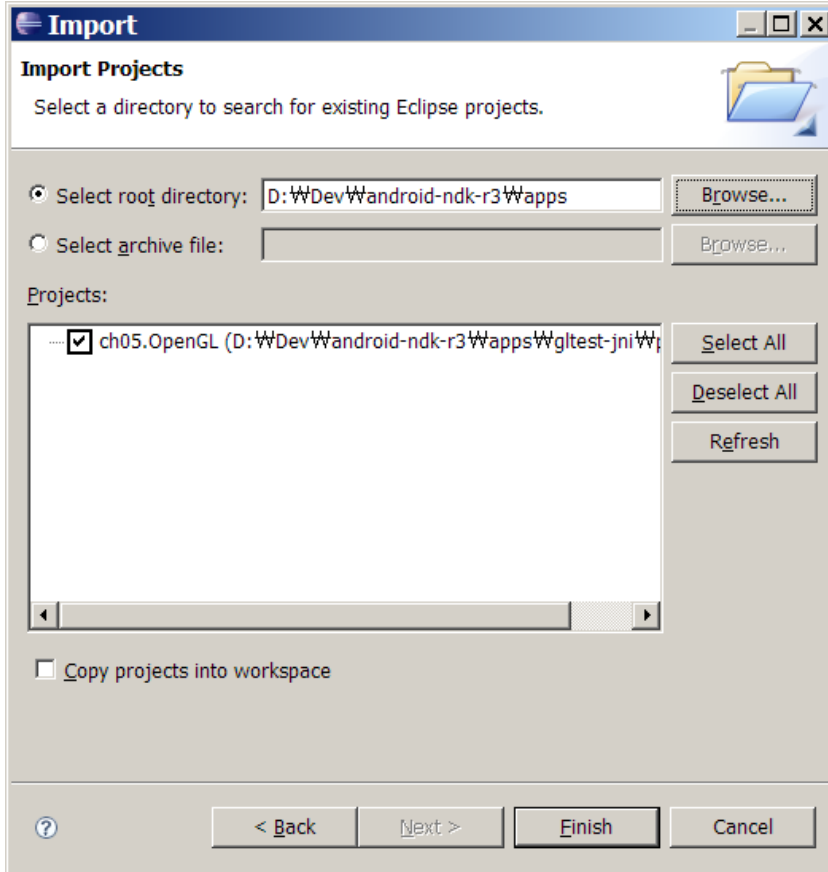 Import
Import Projects
Select a directory to search for existing Eclipse projects.
Select root directory: D:₩Dev₩android-ndk-r3₩apps Browse...
Select archive file: Browse...
Projects:
ch05.OpenGL (D:₩Dev₩android-ndk-r3₩apps₩gltest-jni₩p
Select All
Deselect All
Refresh
Copy projects into workspace
? < Back Next > Finish Cancel